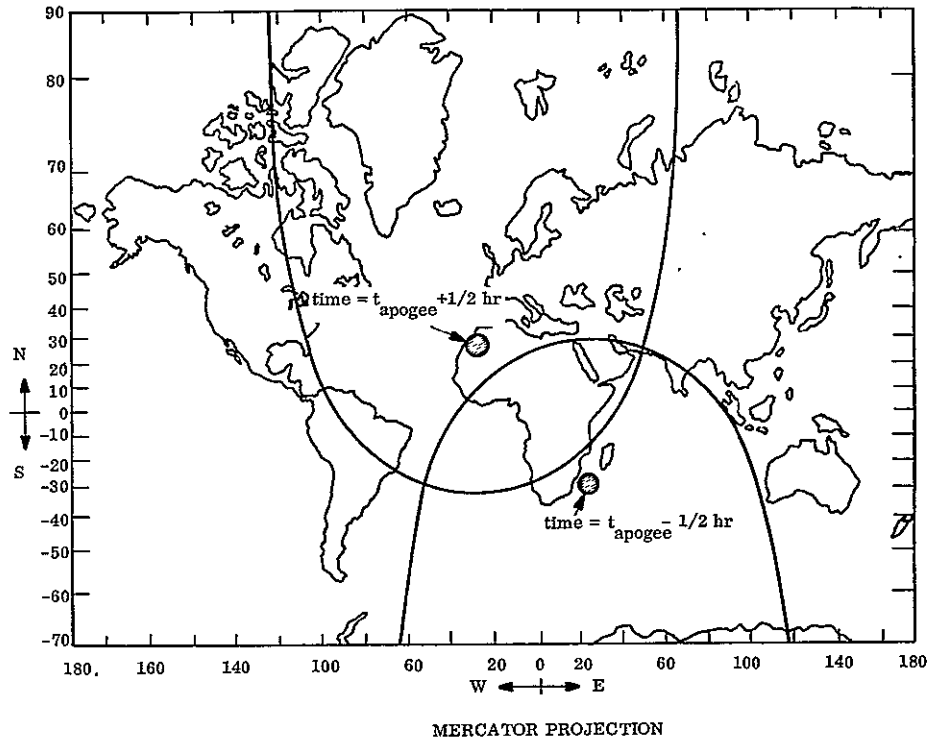 90
80
70
60
50
40
30
20
10
0
-10
-20
-30
-40
-50
-60
-70
N
S
time = t apogee +1/2 hr
time = t apogee - 1/2 hr
180. 160 140 100 60 20 0 20 60 100 140 180
W E
MERCATOR PROJECTION